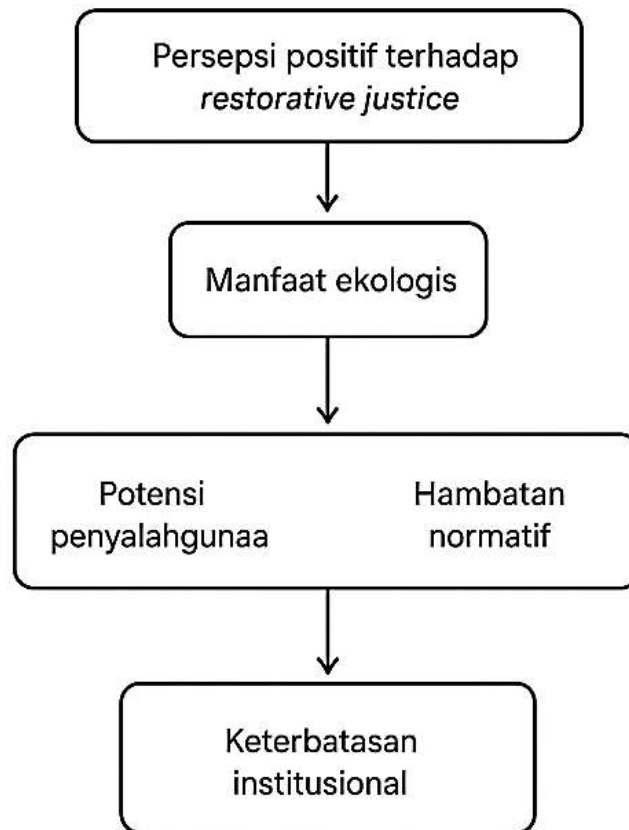 Persepsi positif terhadap
restorative justice
Manfaat ekologis
Potensi
penyalahgunaa
Hambatan
normatif
Keterbatasan
institusional